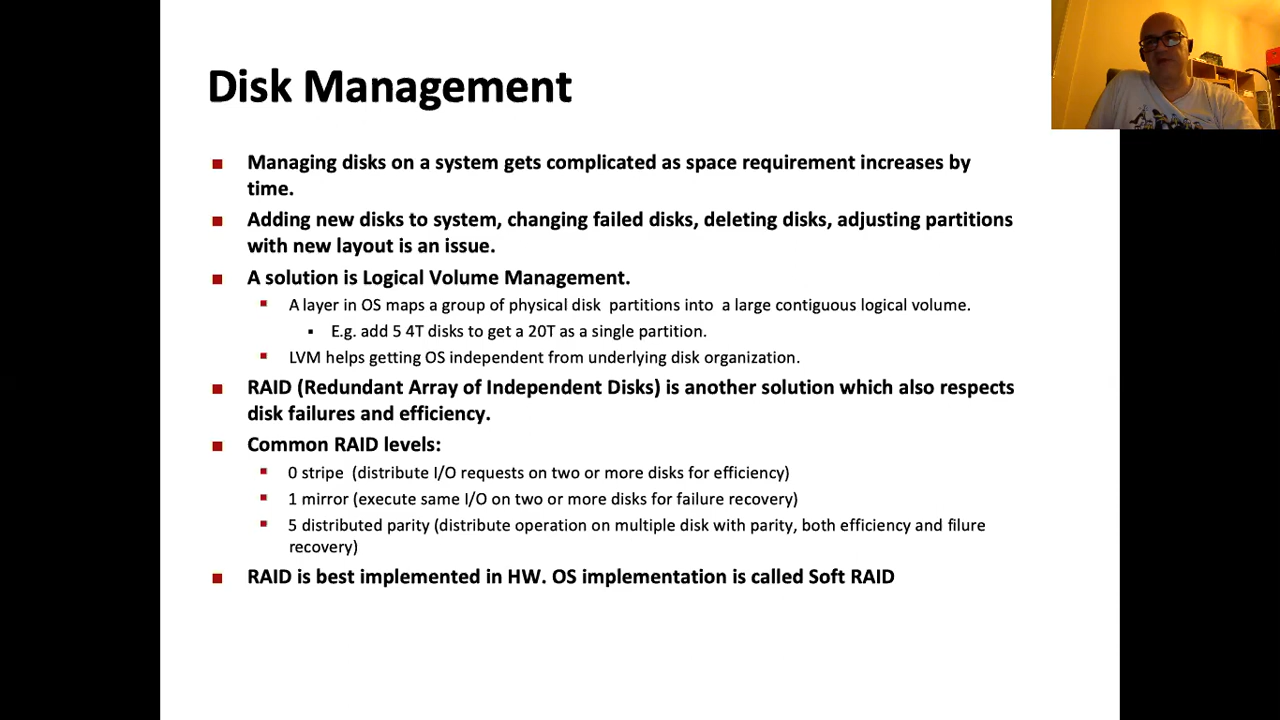 Disk Management
Managing disks on a system gets complicated as space requirement increases by
time.
Adding new disks to system, changing failed disks, deleting disks, adjusting partitions
with new layout is an issue.
A solution is Logical Volume Management.
A layer in OS maps a group of physical disk partitions into a large contiguous logical volume.
E.g. add 5 4T disks to get a 20T as a single partition.
LVM helps getting OS independent from underlying disk organization.
RAID (Redundant Array of Independent Disks) is another solution which also respects
disk failures and efficiency.
Common RAID levels:
0 stripe (distribute I/O requests on two or more disks for efficiency)
1 mirror (execute same I/O on two or more disks for failure recovery)
5 distributed parity (distribute operation on multiple disk with parity, both efficiency and filure
recovery)
RAID is best implemented in HW. OS implementation is called Soft RAID